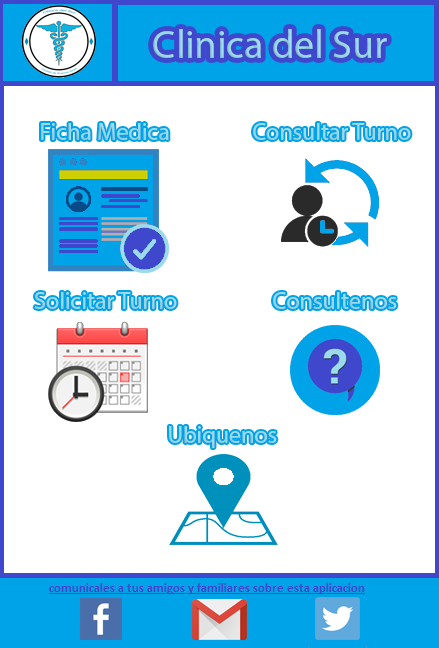 Clinica del Sur
Ficha Medica
Consultar Turno
Solicitar Turno
Consultenos
?
Ubiquenos
comunicales a tus amigos y familiares sobre esta aplicacion
f